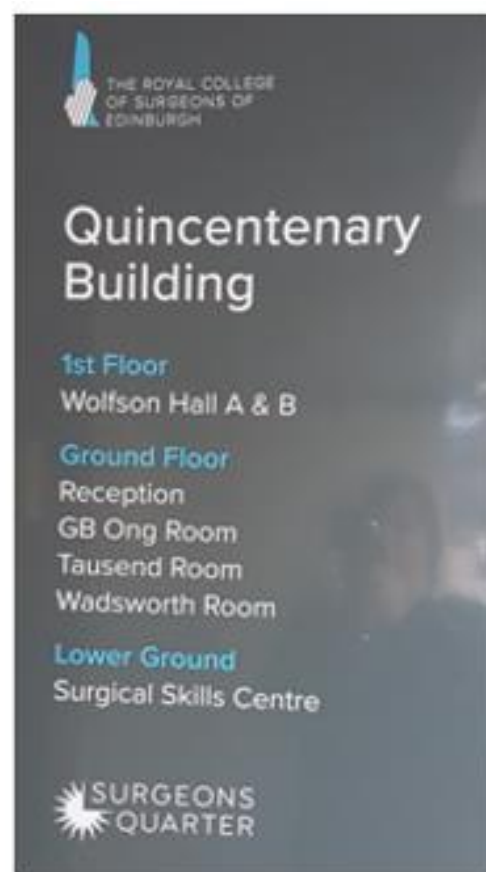 THE ROYAL COLLEGE
OF SURGEONS OF
EDINBURGH
Quincentenary
Building
1st Floor
Wolfson Hall A & B
Ground Floor
Reception
GB Ong Room
Tausend Room
Wadsworth Room
Lower Ground
Surgical Skills Centre
SURGEONS
QUARTER